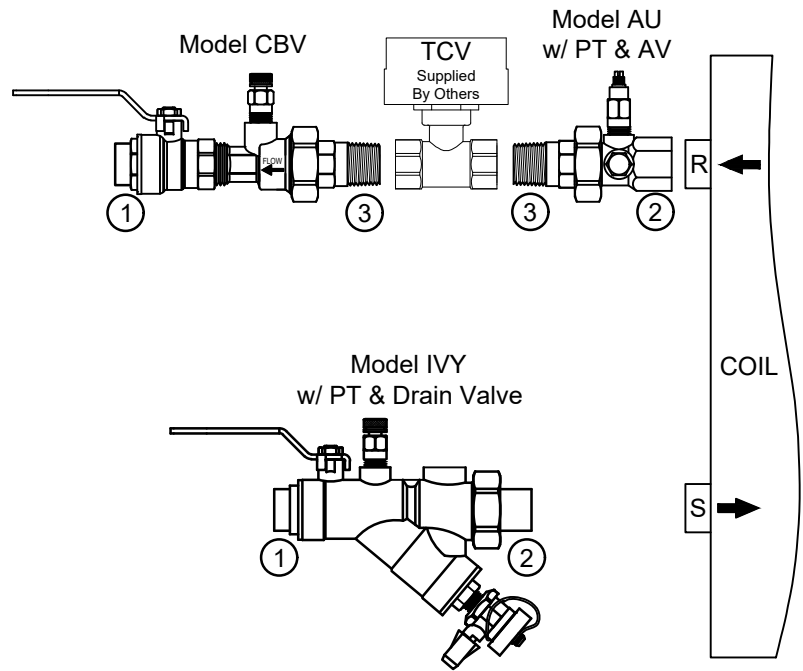 Model CBV
TCV
Supplied
By Others
Model AU
w/ PT & AV
FLOW
R
1
3
3
2
COIL
Model IVY
w/ PT & Drain Valve
S
1
2